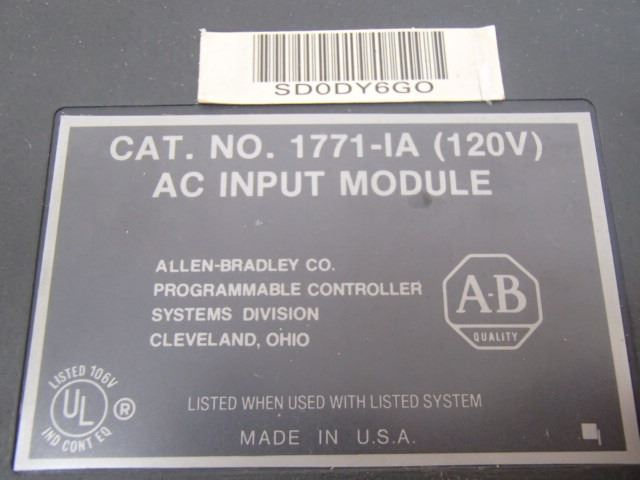 SD0DY6GO
CAT. NO. 1771-IA (120V)
AC INPUT MODULE
ALLEN-BRADLEY CO.
PROGRAMMABLE CONTROLLER
SYSTEMS DIVISION
CLEVELAND, OHIO
A-B
QUALITY
LISTED 106V
UL ®
IND CONT EQ
LISTED WHEN USED WITH LISTED SYSTEM
MADE IN U.S.A.